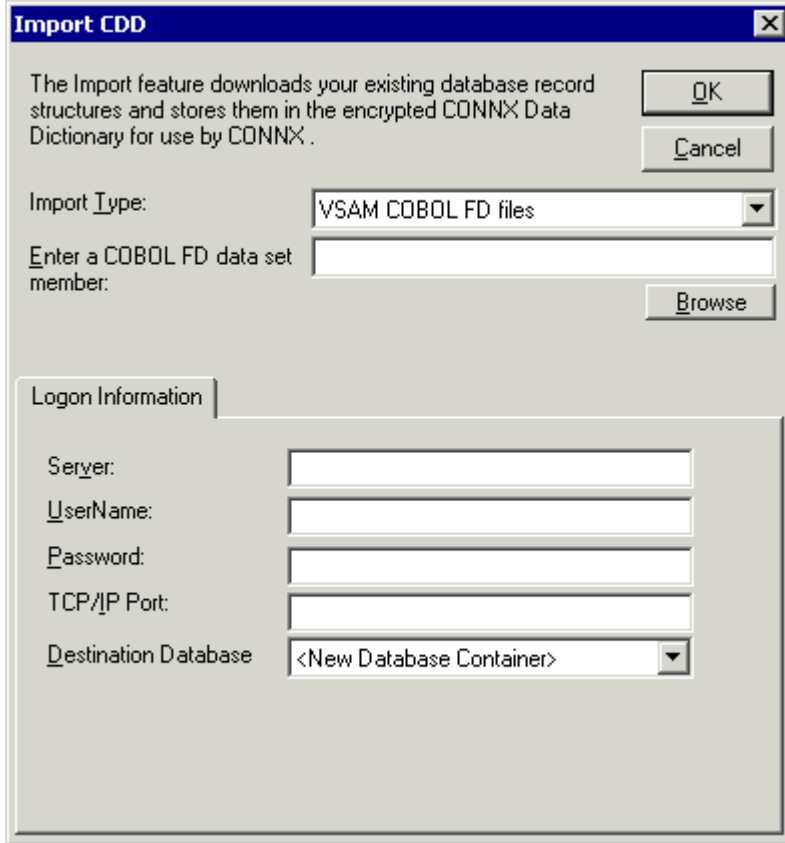 Import CDD
The Import feature downloads your existing database record
structures and stores them in the encrypted CONNX Data
Dictionary for use by CONNX .
OK
Cancel
Import Type:
VSAM COBOL FD files
Enter a COBOL FD data set
member:
Browse
Logon Information
Server:
UserName:
Password:
TCP/IP Port:
Destination Database
<New Database Container>